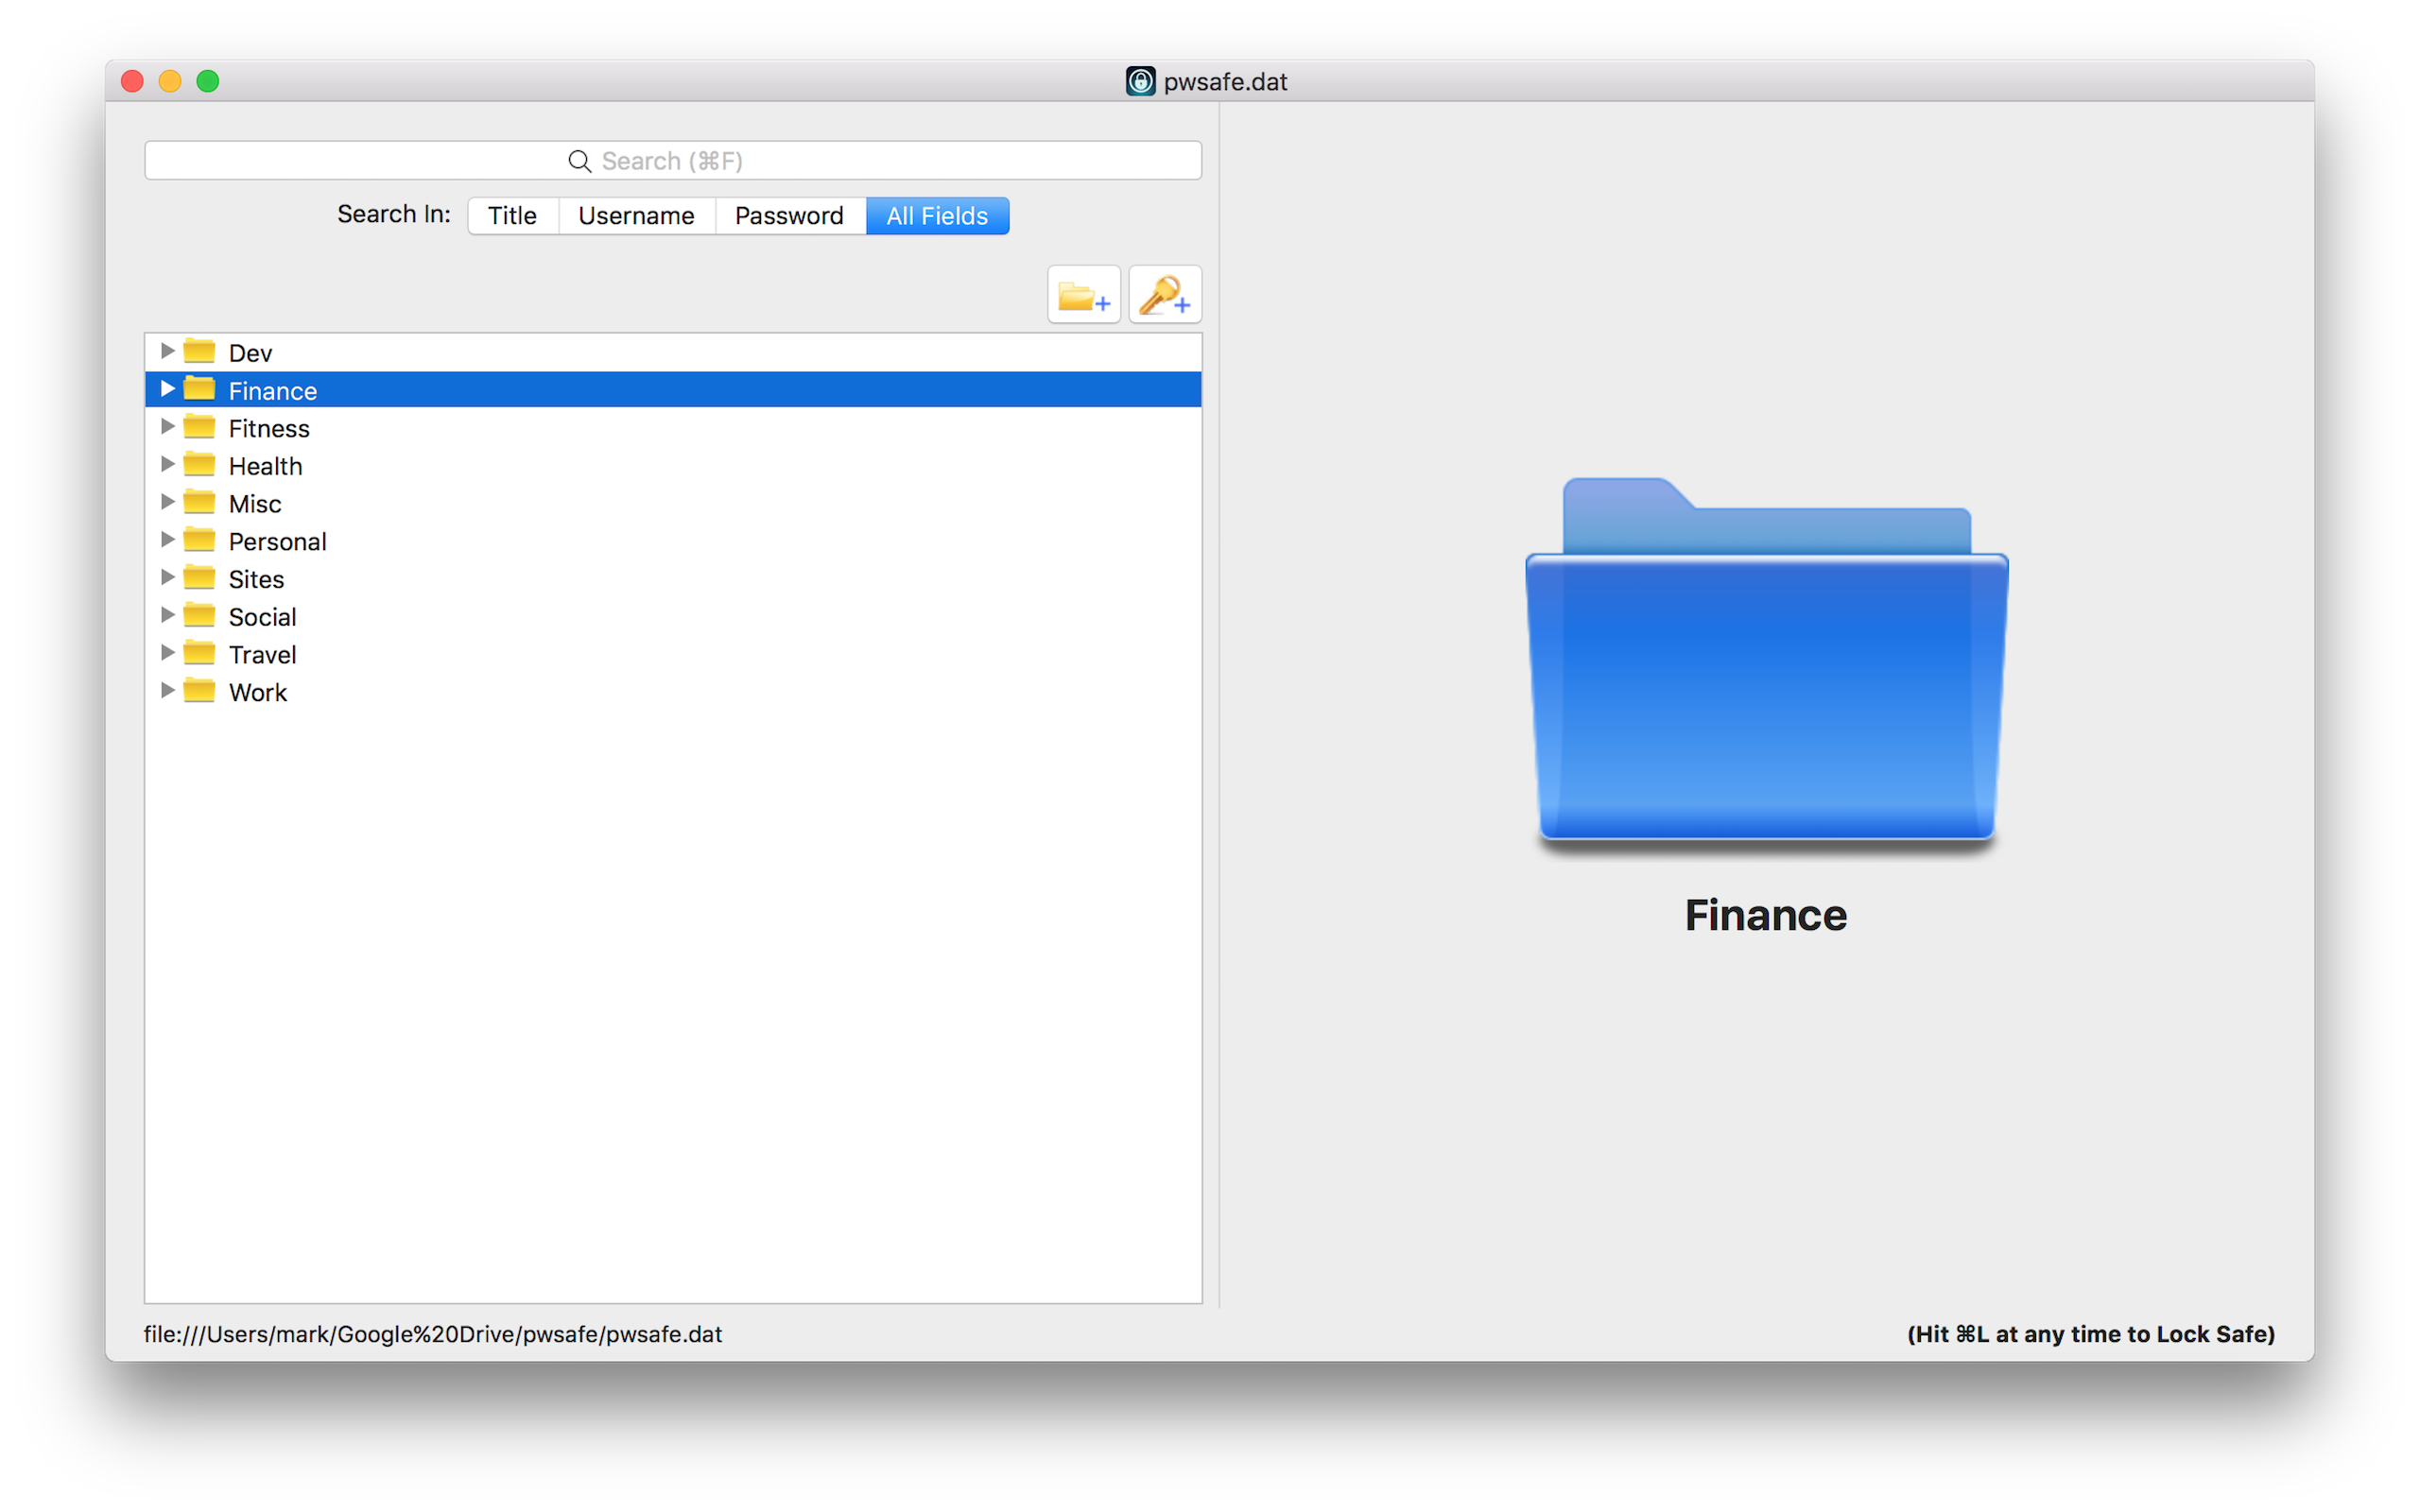 pwsafe.dat
Search (⌘F)
Search In: Title Username Password All Fields
Dev
Finance
Fitness
Health
Misc
Personal
Sites
Social
Travel
Work
Finance
file:///Users/mark/Google%20Drive/pwsafe/pwsafe.dat
(Hit ⌘L at any time to Lock Safe)